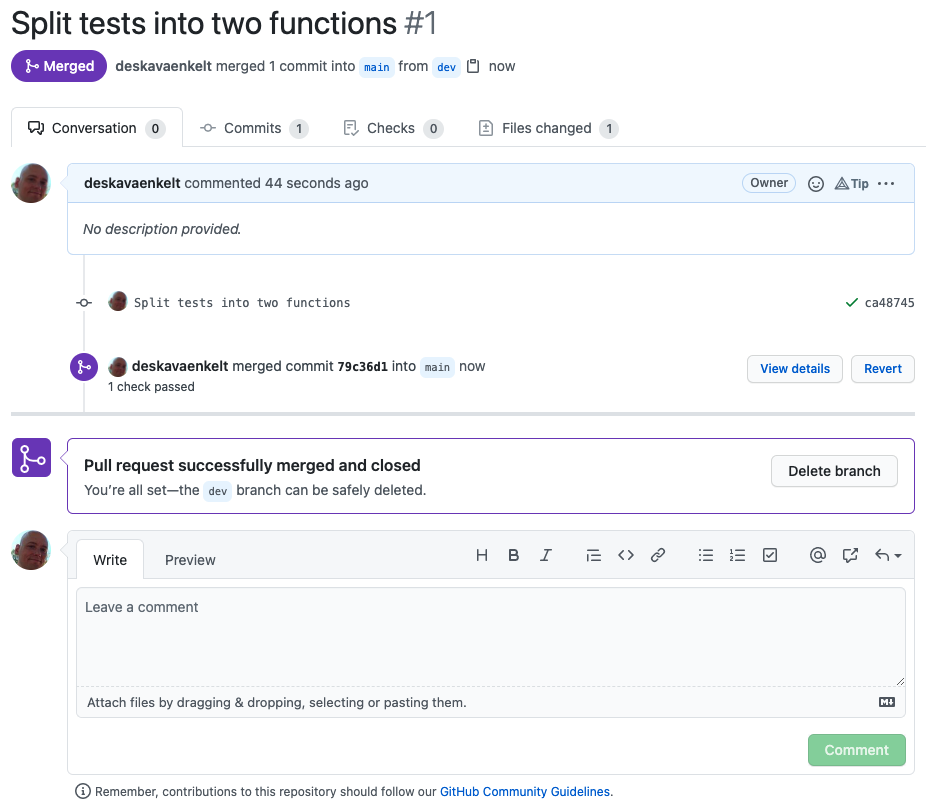 Split tests into two functions #1
Merged deskavaenkelt merged 1 commit into main from dev now
Conversation 0 Commits 1 Checks 0 Files changed 1
deskavaenkelt commented 44 seconds ago Owner Tip
No description provided.
Split tests into two functions ca48745
deskavaenkelt merged commit 79c36d1 into main now View details Revert
1 check passed
Pull request successfully merged and closed
Delete branch
You’re all set—the dev branch can be safely deleted.
Write Preview
Leave a comment
Attach files by dragging & dropping, selecting or pasting them.
Comment
Remember, contributions to this repository should follow our GitHub Community Guidelines.